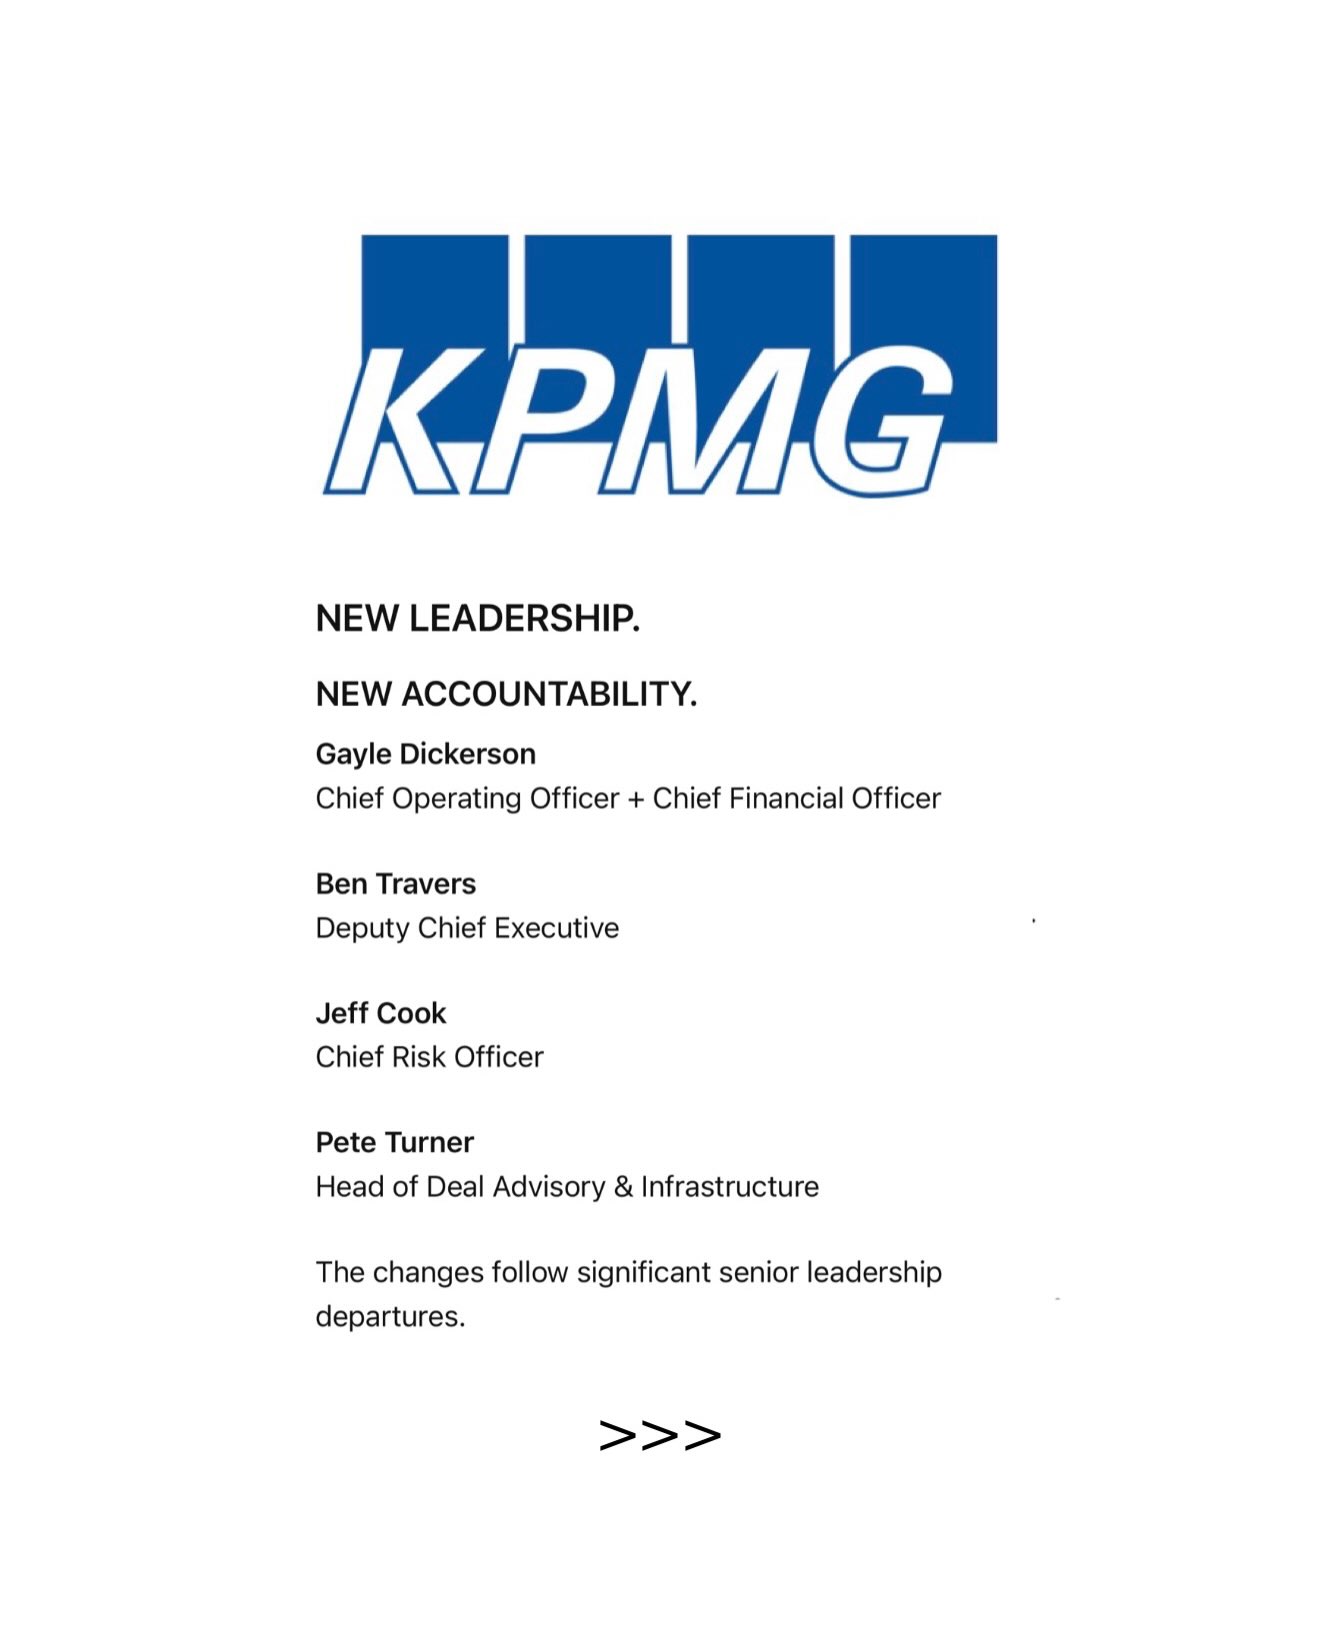 KPMG
NEW LEADERSHIP.
NEW ACCOUNTABILITY.
Gayle Dickerson
Chief Operating Officer + Chief Financial Officer
Ben Travers
Deputy Chief Executive
Jeff Cook
Chief Risk Officer
Pete Turner
Head of Deal Advisory & Infrastructure
The changes follow significant senior leadership
departures.
>>>